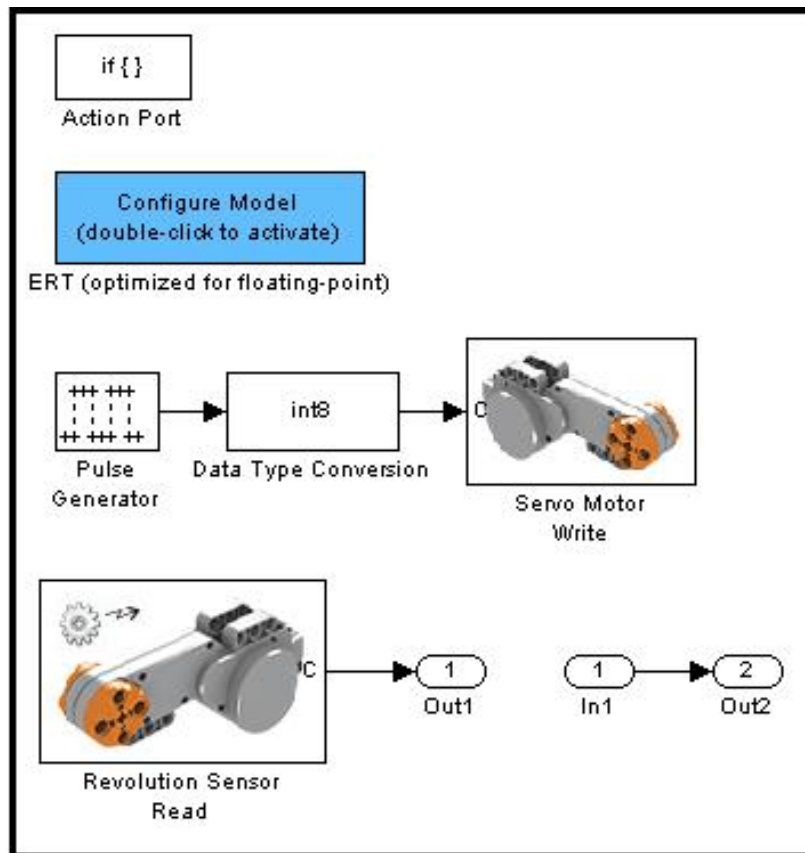 if { }
Action Port
Configure Model
(double-click to activate)
ERT (optimized for floating-point)
Pulse
Generator
int8
Data Type Conversion
C
Servo Motor
Write
C
Revolution Sensor
Read
1
Out1
1
In1
2
Out2